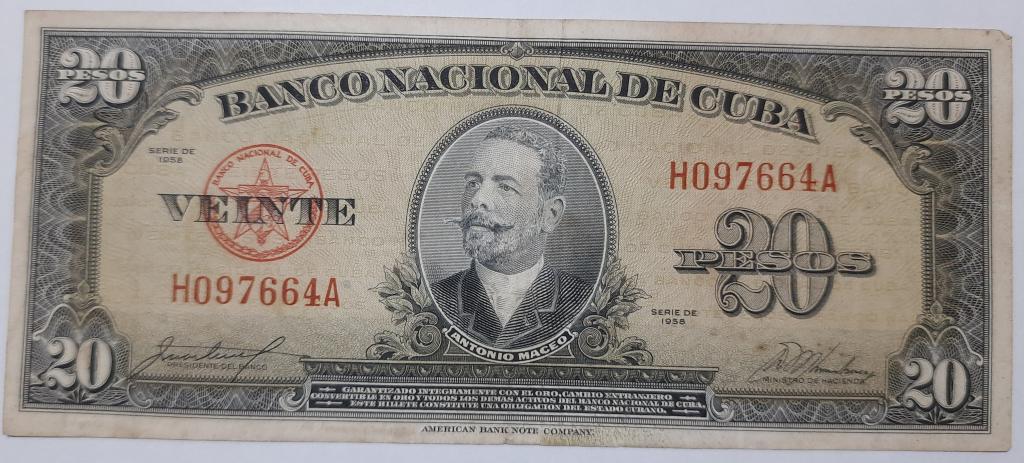 20
PESOS
20
PESOS
BANCO NACIONAL DE CUBA
SERIE DE
1958
BANCO NACIONAL DE CUBA
VEINTE
H097664A
H097664A
20
PESOS
SERIE DE
1958
ANTONIO MACEO
PRESIDENTE DEL BANCO
MINISTRO DE HACIENDA
20
20
GARANTIZADO INTEGRAMENTE CON EL ORO, CAMBIO EXTRANJERO
CONVERTIBLE EN ORO Y TODOS LOS DEMAS ACTIVOS DEL BANCO NACIONAL DE CUBA.
ESTE BILLETE CONSTITUYE UNA OBLIGACION DEL ESTADO CUBANO.
AMERICAN BANK NOTE COMPANY.